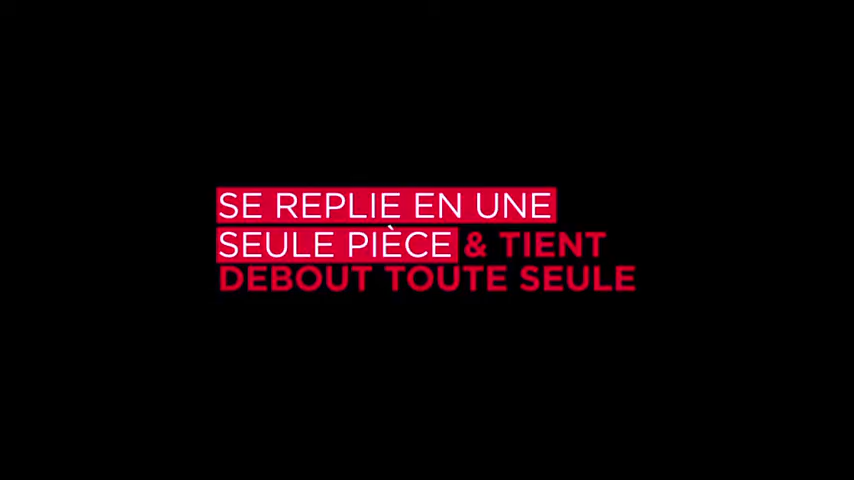 SE REPLIE EN UNE
SEULE PIÈCE & TIENT
DEBOUT TOUTE SEULE